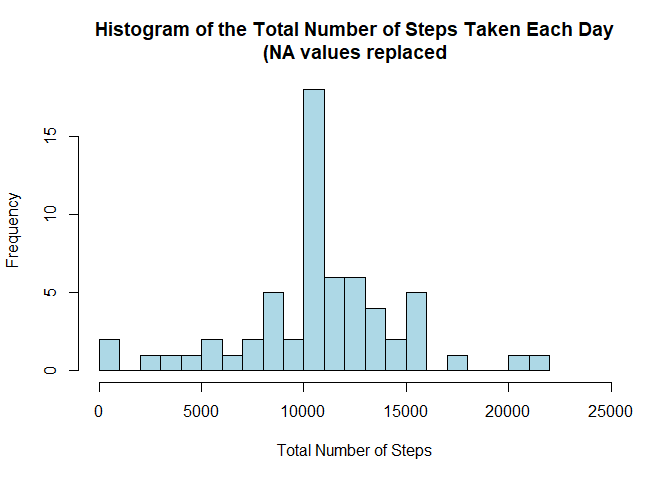 Histogram of the Total Number of Steps Taken Each Day
(NA values replaced
Frequency
15
10
5
0
0 5000 10000 15000 20000 25000
Total Number of Steps